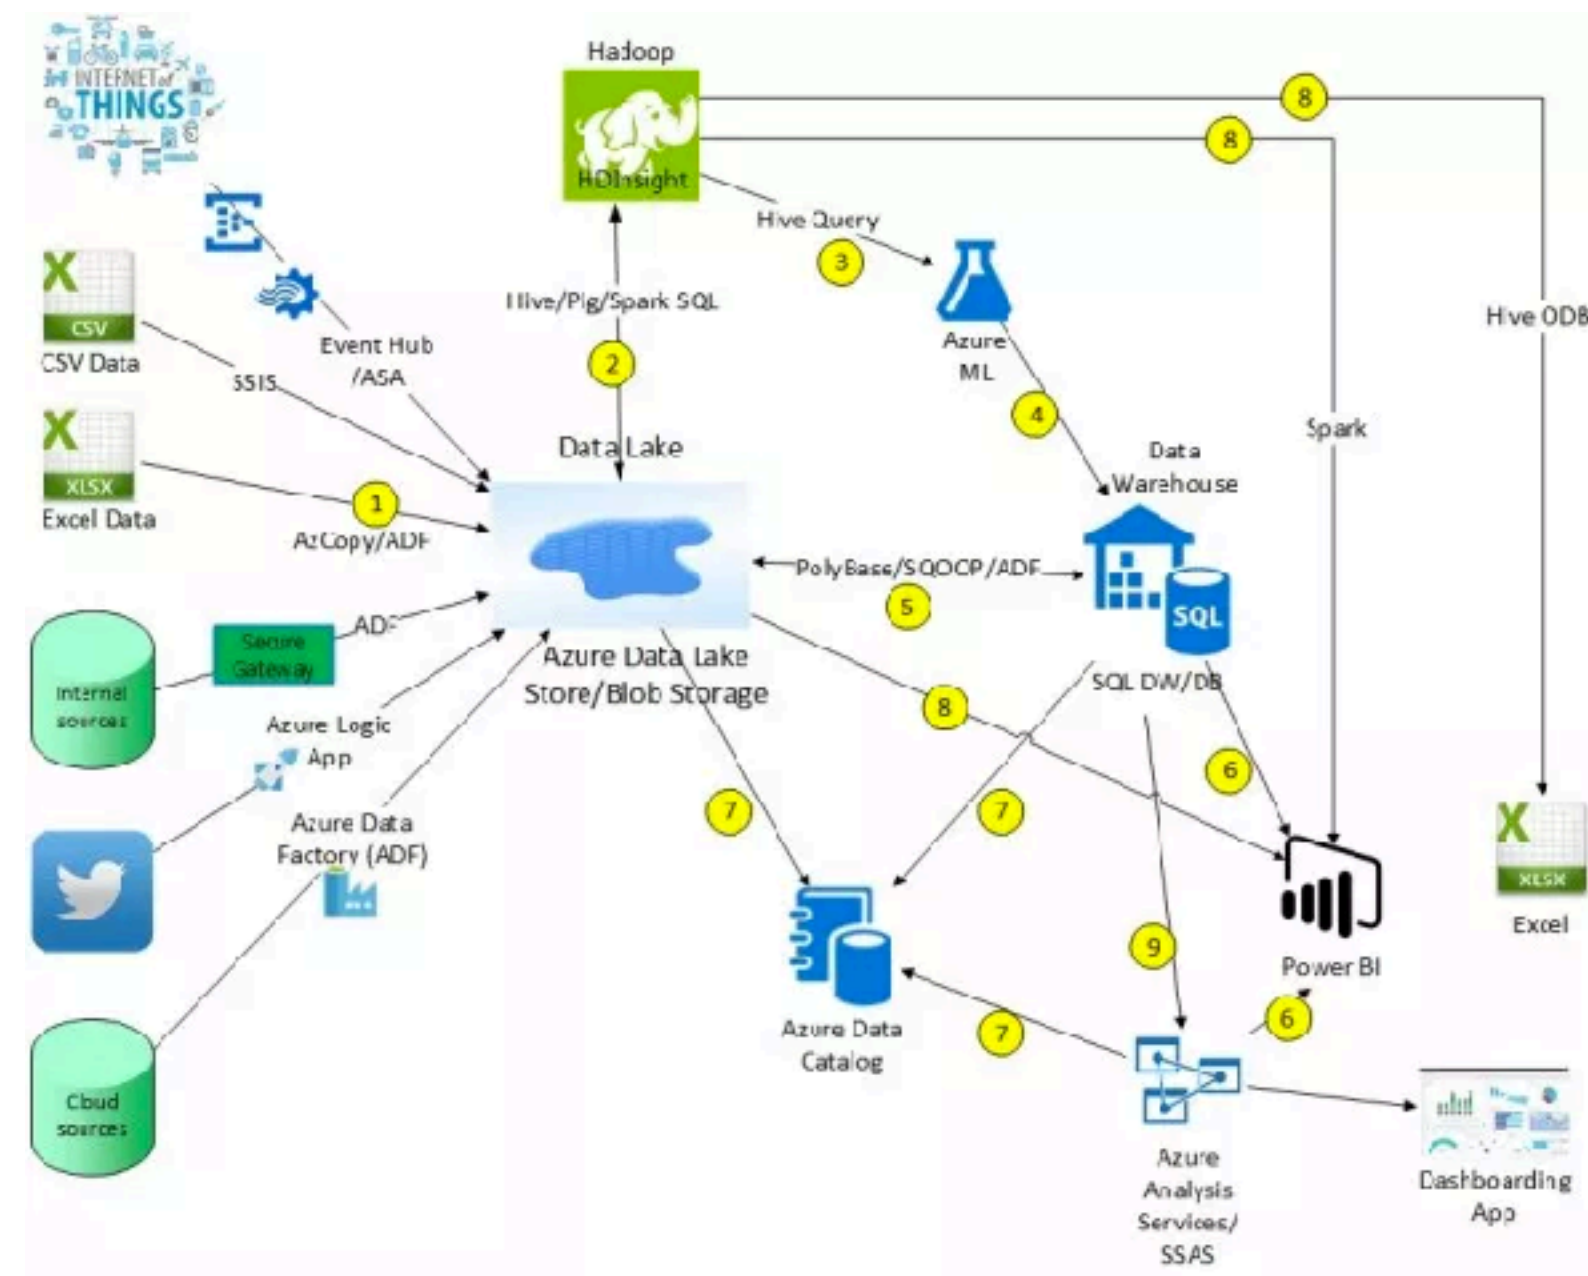 INTERNET of
THINGS
Hadoop
HDInsight
8
8
Hive Query
3
CSV
CSV Data
SSIS
Event Hub
/ASA
Hive/Pig/Spark SQL
2
Azure
ML
4
Hive ODB
Spark
XLSX
Excel Data
1
AzCopy/ADF
Data Lake
Data
Warehouse
PolyBase/SQOOP/ADF
5
SQL
SQL DW/DB
Internal
sources
Secure
Gateway
ADF
Azure Data Lake
Store/Blob Storage
Azure Logic
App
8
6
7
7
Azure Data
Factory (ADF)
XLSX
Excel
9
Power BI
6
Azure Data
Catalog
7
Cloud
sources
Azure
Analysis
Services/
SSAS
Dashboarding
App